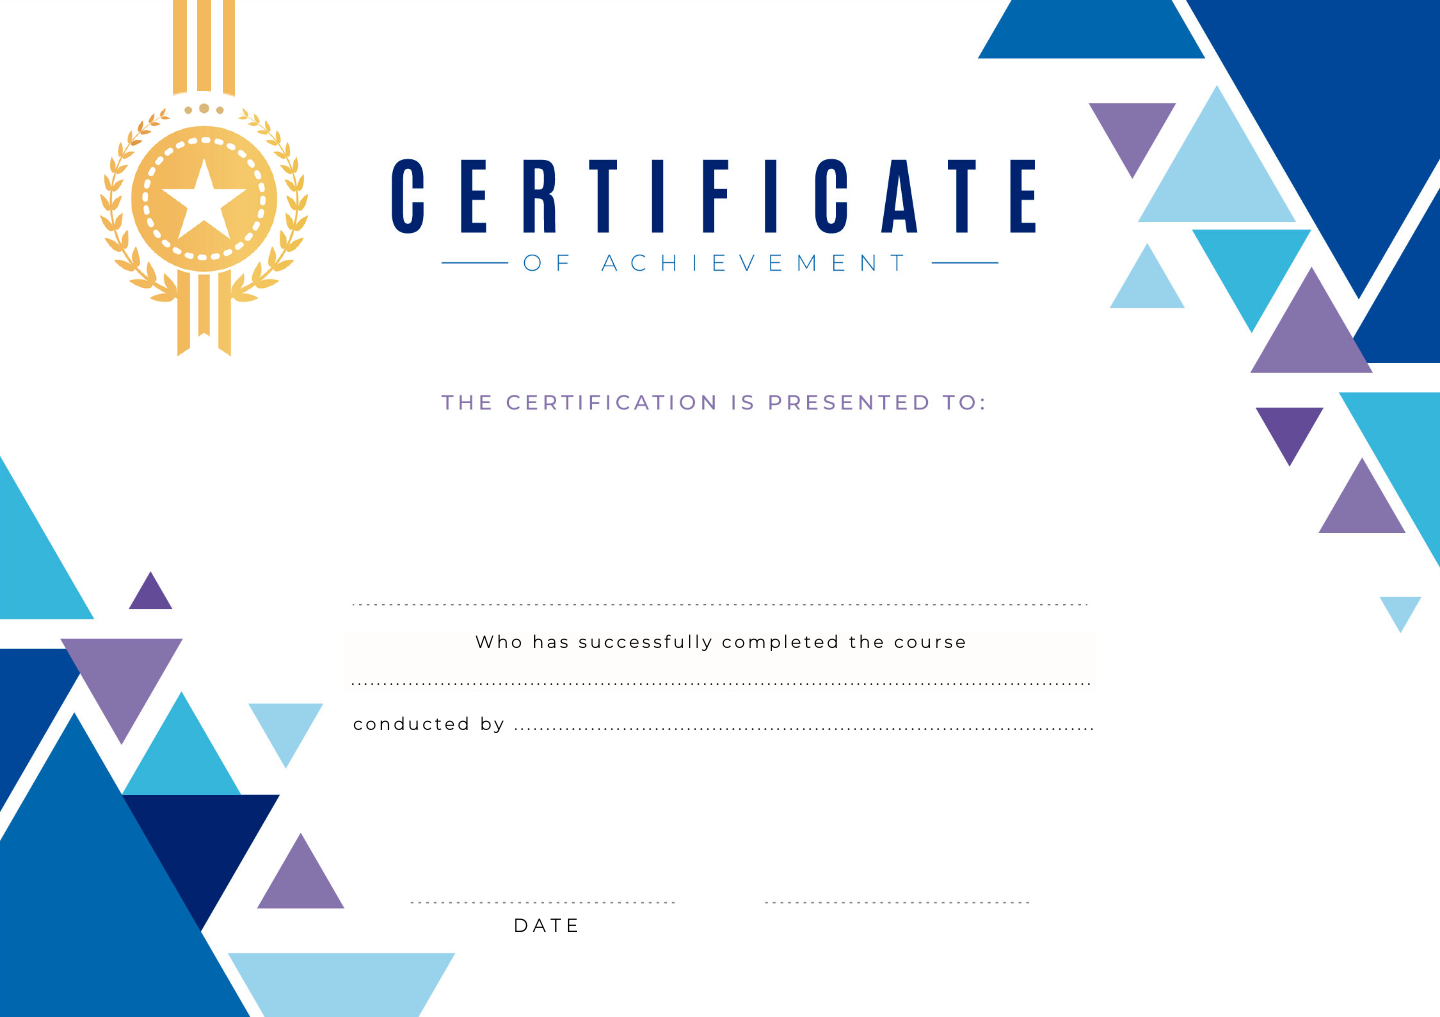 CERTIFICATE
OF ACHIEVEMENT
THE CERTIFICATION IS PRESENTED TO:
Who has successfully completed the course
conducted by
DATE